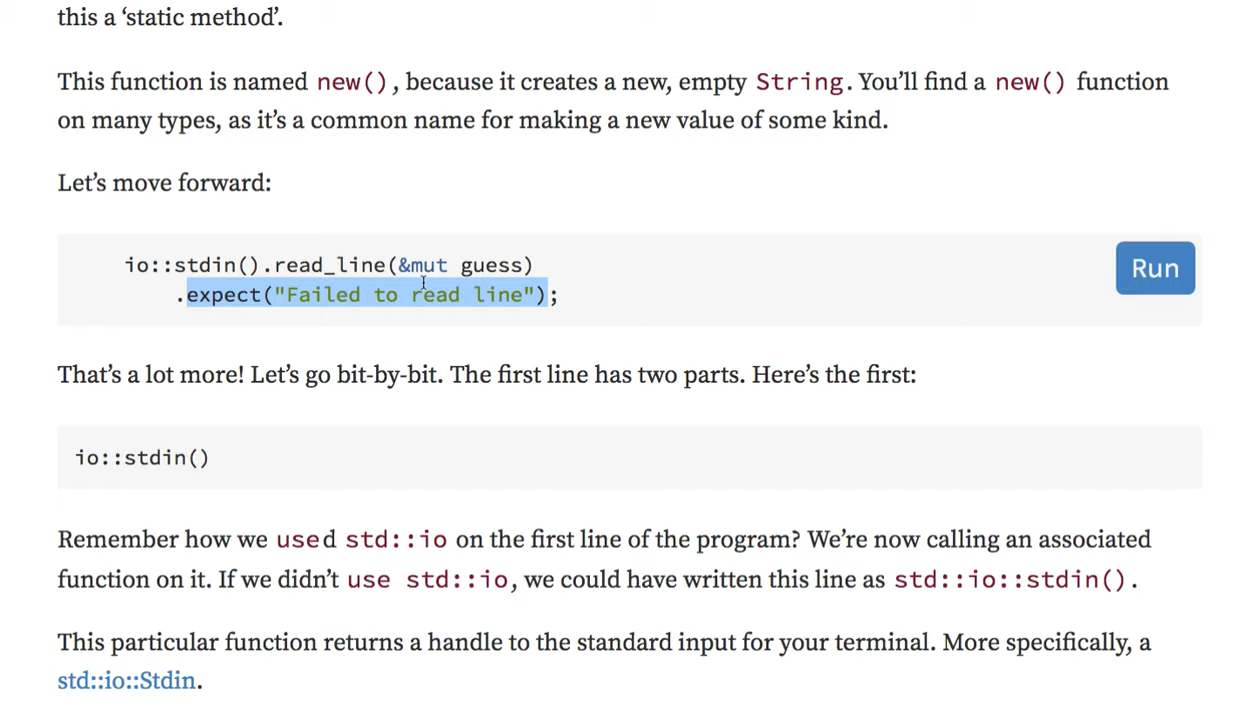 this a ‘static method’.
This function is named new(), because it creates a new, empty String. You’ll find a new() function
on many types, as it’s a common name for making a new value of some kind.
Let’s move forward:
io::stdin().read_line(&mut guess)
.expect("Failed to read line");
Run
That’s a lot more! Let’s go bit-by-bit. The first line has two parts. Here’s the first:
io::stdin()
Remember how we used std::io on the first line of the program? We’re now calling an associated
function on it. If we didn’t use std::io, we could have written this line as std::io::stdin().
This particular function returns a handle to the standard input for your terminal. More specifically, a
std::io::Stdin.